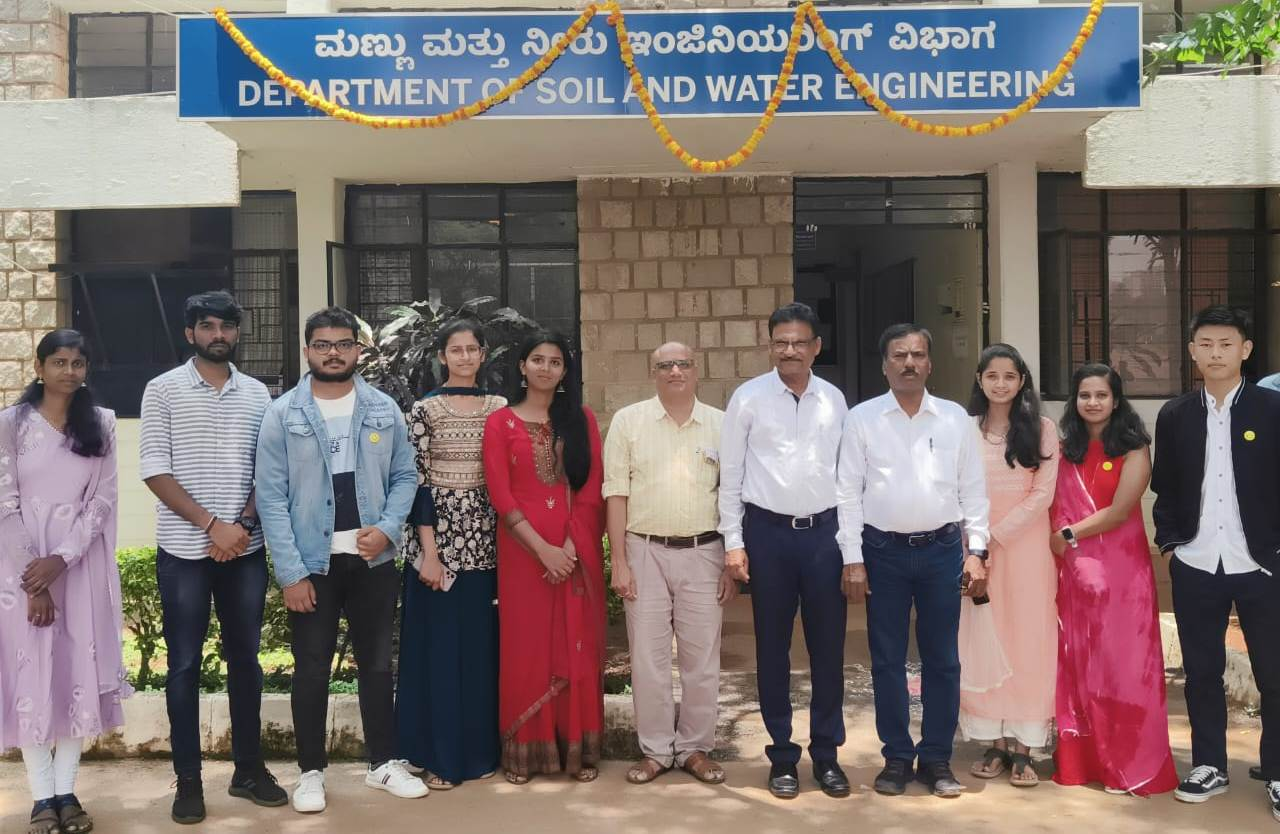 ಮಣ್ಣು ಮತ್ತು ನೀರು ಇಂಜಿನಿಯರಿಂಗ್ ವಿಭಾಗ
DEPARTMENT OF SOIL AND WATER ENGINEERING